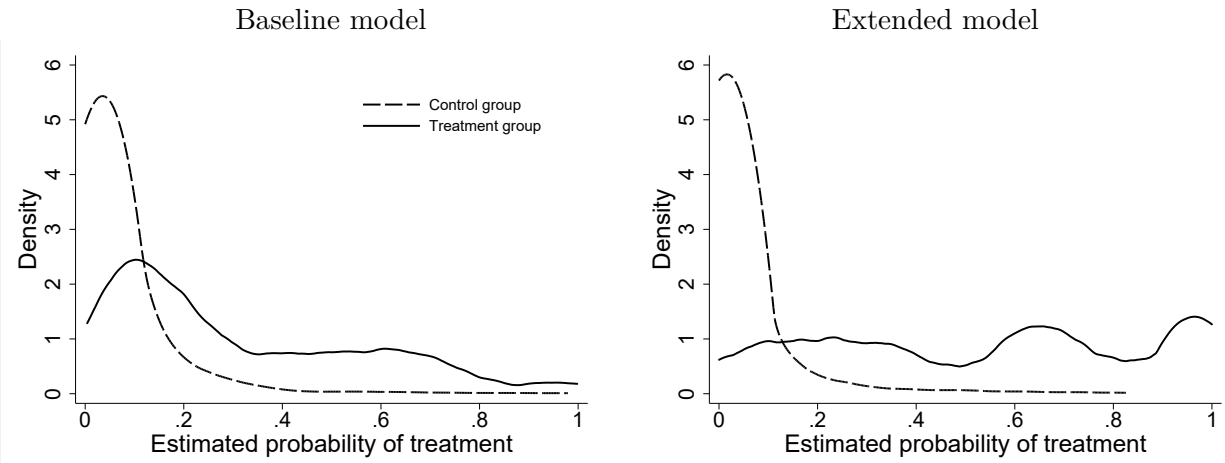 Baseline model
Extended model
6
5
4
3
2
1
0
Density
Control group
Treatment group
0 .2 .4 .6 .8 1
Estimated probability of treatment
6
5
4
3
2
1
0
Density
0 .2 .4 .6 .8 1
Estimated probability of treatment